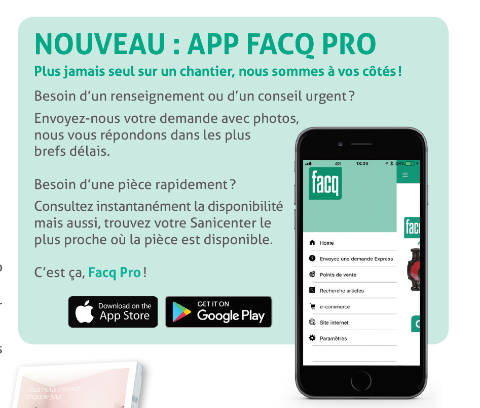 NOUVEAU : APP FACQ PRO
Plus jamais seul sur un chantier, nous sommes à vos côtés !
Besoin d'un renseignement ou d'un conseil urgent ?
Envoyez-nous votre demande avec photos,
nous vous répondons dans les plus
brefs délais.
Besoin d'une pièce rapidement ?
Consultez instantanément la disponibilité
mais aussi, trouvez votre Sanicenter le
plus proche où la pièce est disponible.
C'est ça, Facq Pro !
Download on the
App Store
GET IT ON
Google Play
facq
Home
Envoyez une demande Express
Points de vente
Recherche articles
e-commerce
Site internet
Paramètres